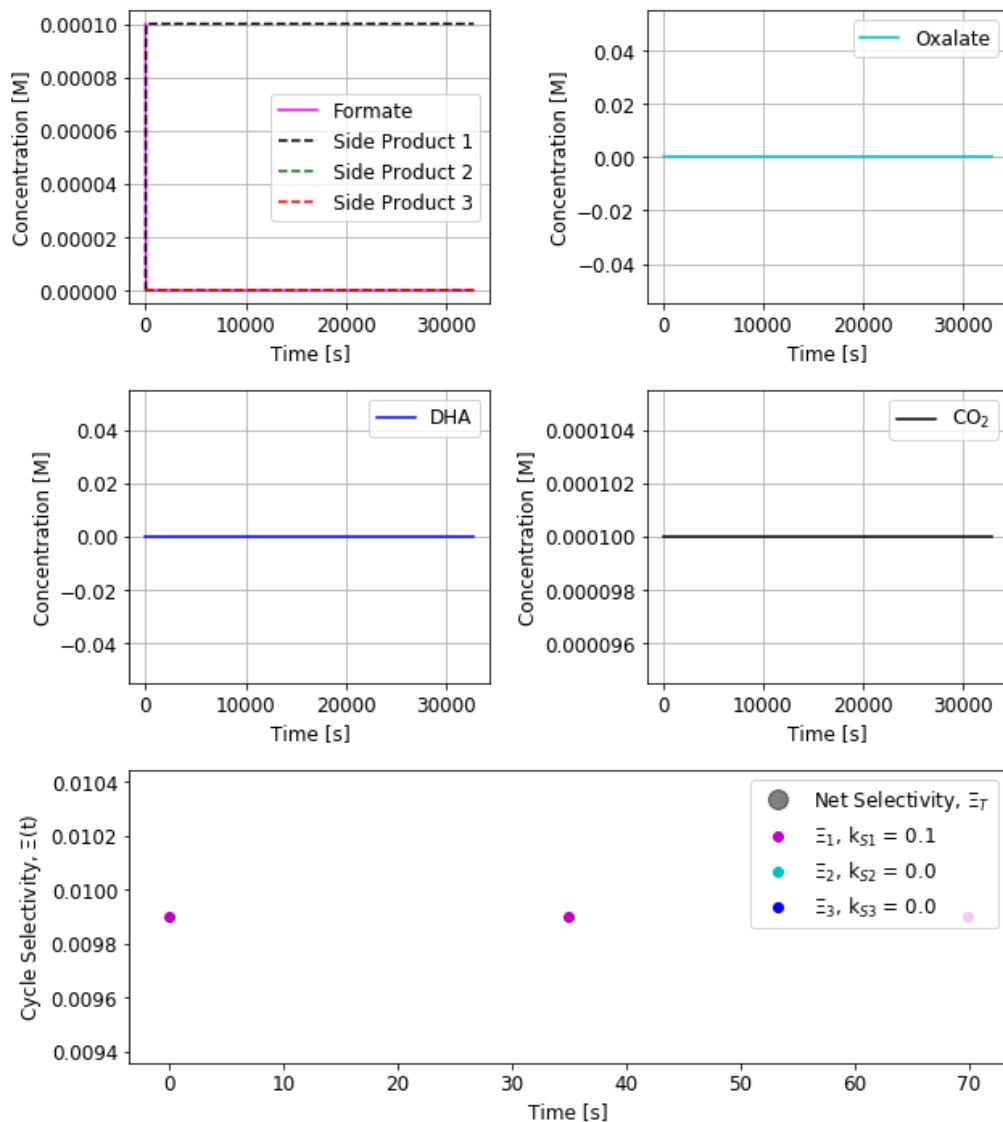 Concentration [M]
0.00010
0.00008
0.00006
0.00004
0.00002
0.00000
Formate
Side Product 1
Side Product 2
Side Product 3
0 10000 20000 30000
Time [s]
Concentration [M]
0.04
0.02
0.00
−0.02
−0.04
Oxalate
0 10000 20000 30000
Time [s]
Concentration [M]
0.04
0.02
0.00
−0.02
−0.04
DHA
0 10000 20000 30000
Time [s]
Concentration [M]
0.000104
0.000102
0.000100
0.000098
0.000096
CO₂
0 10000 20000 30000
Time [s]
Cycle Selectivity, Ξ(t)
0.0104
0.0102
0.0100
0.0098
0.0096
0.0094
Net Selectivity, Ξ_T
Ξ₁, k_S1 = 0.1
Ξ₂, k_S2 = 0.0
Ξ₃, k_S3 = 0.0
0 10 20 30 40 50 60 70
Time [s]